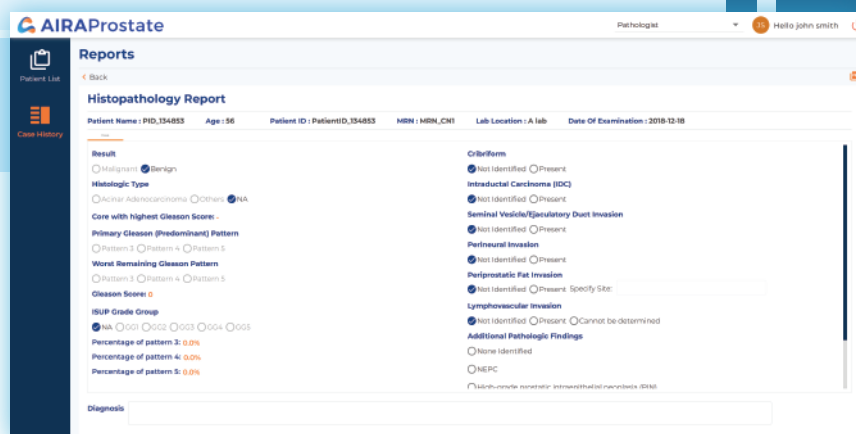 AIRAProstate
Pathologist
JS Hello john smith
Patient List
Case History
Reports
< Back
Histopathology Report
Patient Name : PID_134853 Age : 56 Patient ID : PatientID_134853 MRN : MRN_CN1 Lab Location : A lab Date Of Examination : 2018-12-18
Result
Malignant Benign
Histologic Type
Acinar Adenocarcinoma Others NA
Core with highest Gleason Score: -
Primary Gleason (Predominant) Pattern
Pattern 3 Pattern 4 Pattern 5
Worst Remaining Gleason Pattern
Pattern 3 Pattern 4 Pattern 5
Gleason Score: 0
ISUP Grade Group
NA GG1 GG2 GG3 GG4 GG5
Percentage of pattern 3: 0.0%
Percentage of pattern 4: 0.0%
Percentage of pattern 5: 0.0%
Cribriform
Not Identified Present
Intraductal Carcinoma (IDC)
Not Identified Present
Seminal Vesicle/Ejaculatory Duct Invasion
Not Identified Present
Perineural Invasion
Not Identified Present
Periprostatic Fat Invasion
Not Identified Present Specify Site:
Lymphovascular Invasion
Not Identified Present Cannot be determined
Additional Pathologic Findings
None Identified
NEPC
High-grade prostatic intraepithelial neoplasia (PIN)
Diagnosis